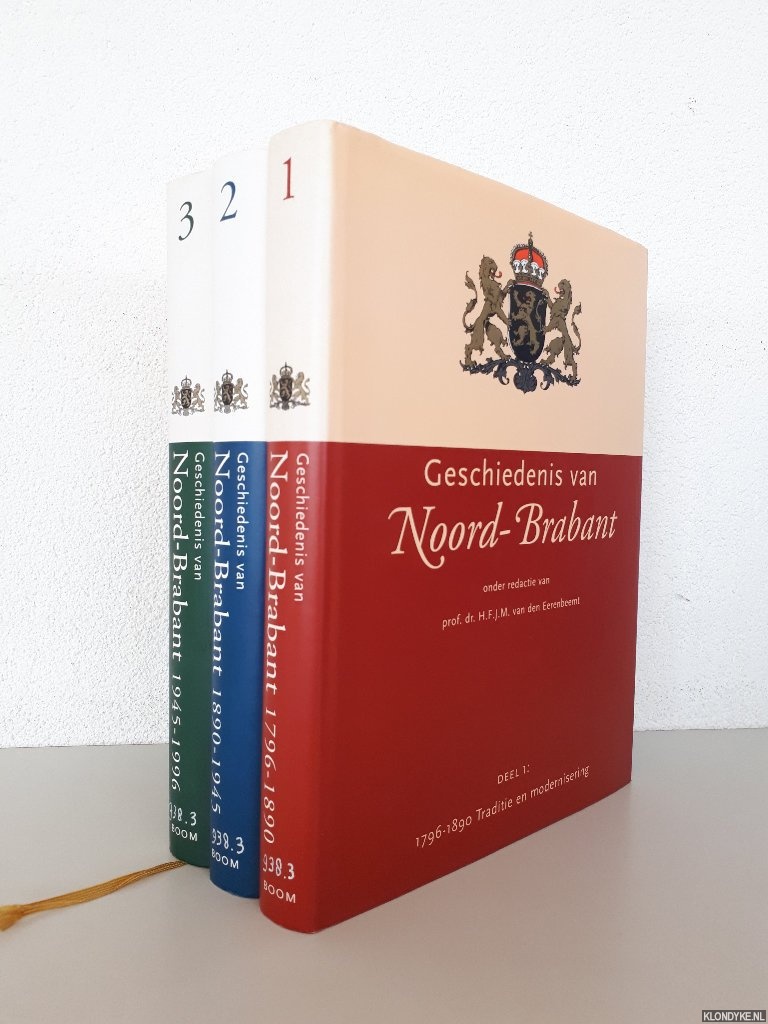 3
Geschiedenis van
Noord-Brabant 1945-1996
938.3
BOOM
2
Geschiedenis van
Noord-Brabant 1890-1945
938.3
BOOM
1
Geschiedenis van
Noord-Brabant 1796-1890
938.3
BOOM
Geschiedenis van
Noord-Brabant
onder redactie van
prof. dr. H.F.J.M. van den Eerenbeemt
DEEL 1:
1796-1890 Traditie en modernisering
KLONDYKE.NL